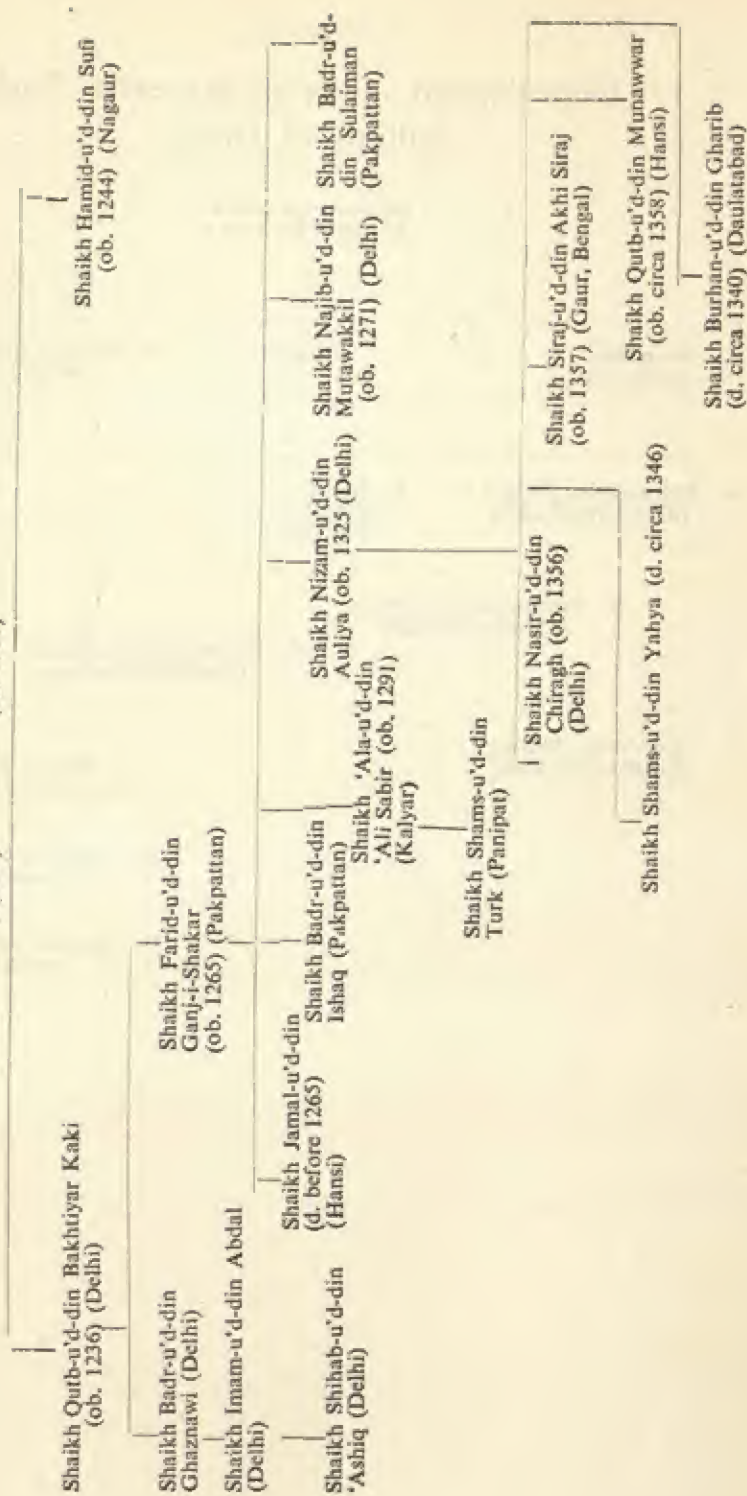 Shaikh Qutb-u'd-din Bakhtiyar Kaki
(ob. 1236) (Delhi)
Shaikh Hamid-u'd-din Sufi
(ob. 1244) (Nagaur)
Shaikh Badr-u'd-din
Ghaznawi (Delhi)
Shaikh Farid-u'd-din
Ganj-i-Shakar
(ob. 1265) (Pakpattan)
Shaikh Imam-u'd-din Abdal
(Delhi)
Shaikh Shihab-u'd-din
'Ashiq (Delhi)
Shaikh Jamal-u'd-din
(d. before 1265)
(Hansi)
Shaikh Badr-u'd-din
Ishaq (Pakpattan)
Shaikh 'Ala-u'd-din
'Ali Sabir (ob. 1291)
(Kalyar)
Shaikh Nizam-u'd-din
Auliya (ob. 1325 (Delhi)
Shaikh Najib-u'd-din
Mutawakkil
(ob. 1271) (Delhi)
Shaikh Badr-u'd-
din Sulaiman
(Pakpattan)
Shaikh Shams-u'd-din
Turk (Panipat)
Shaikh Nasir-u'd-din
Chiragh (ob. 1356)
(Delhi)
Shaikh Siraj-u'd-din Akhi Siraj
(ob. 1357) (Gaur, Bengal)
Shaikh Qutb-u'd-din Munawwar
(ob. circa 1358) (Hansi)
Shaikh Shams-u'd-din Yahya (d. circa 1346)
Shaikh Burhan-u'd-din Gharib
(d. circa 1340) (Daulatabad)